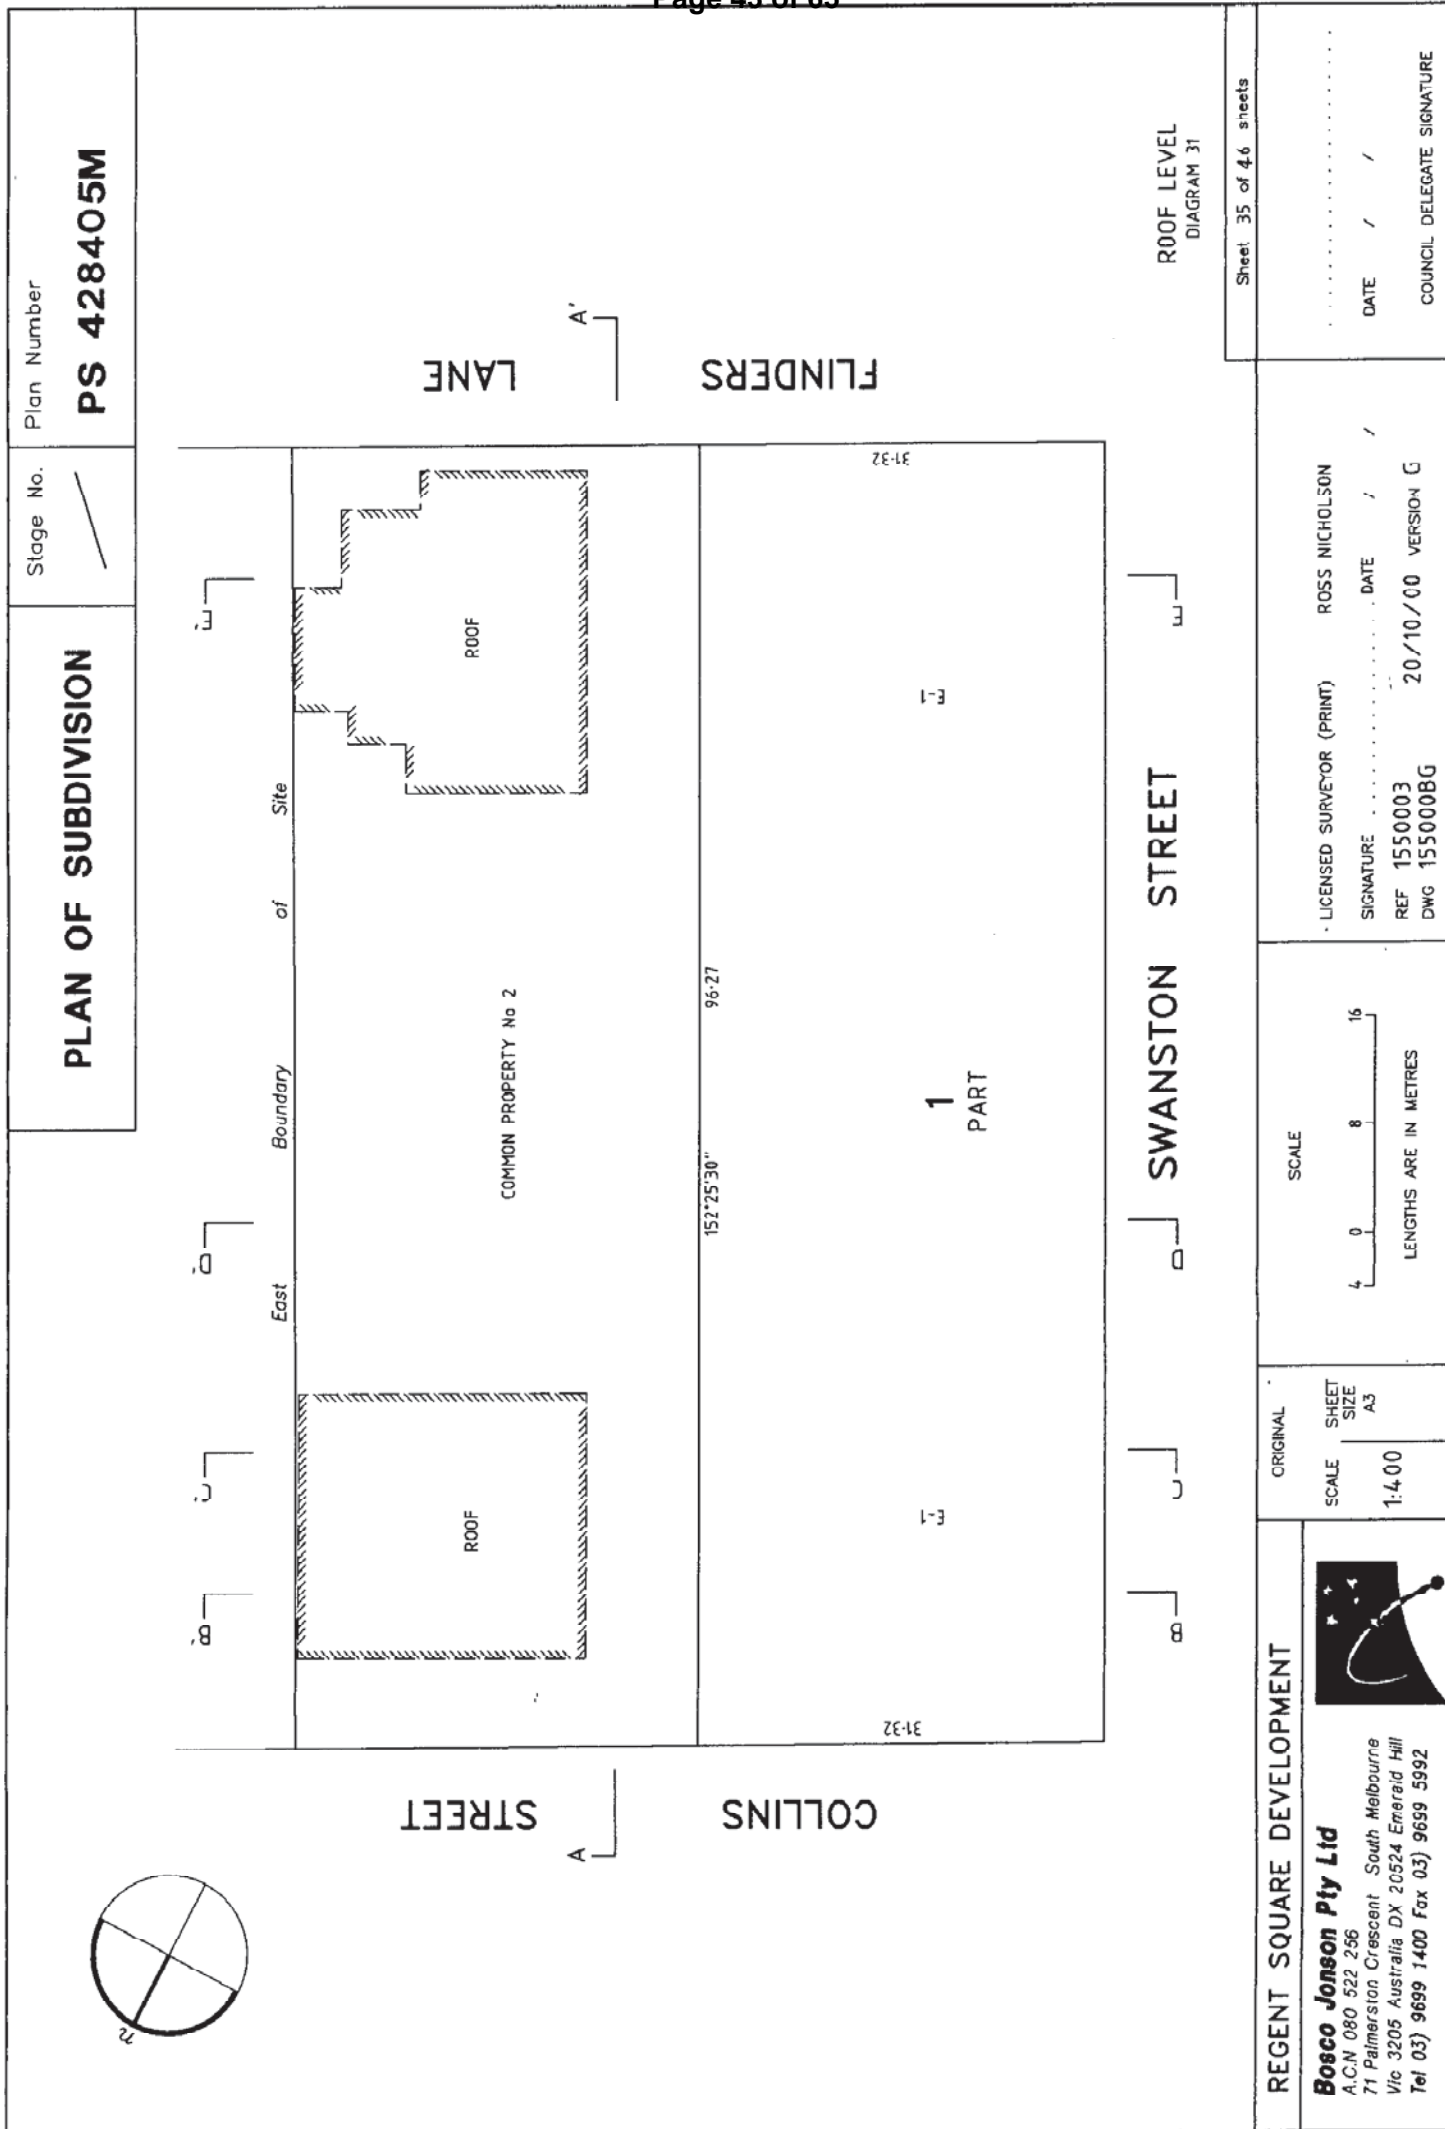 PLAN OF SUBDIVISION
Stage No.
Plan Number
PS 428405M
n
B'
C'
D'
E'
East Boundary of Site
ROOF
COMMON PROPERTY No 2
ROOF
152°25'30" 96·27
COLLINS STREET
FLINDERS LANE
A
A'
31·32
31·32
E-1
E-1
1
PART
B
C
D
E
SWANSTON STREET
ROOF LEVEL
DIAGRAM 31
Sheet 35 of 46 sheets
REGENT SQUARE DEVELOPMENT
Bosco Jonson Pty Ltd
A.C.N 080 522 256
71 Palmerston Crescent South Melbourne
Vic 3205 Australia DX 20524 Emerald Hill
Tel 03) 9699 1400 Fax 03) 9699 5992
ORIGINAL
SCALE
1:400
SHEET
SIZE
A3
SCALE
4 0 8 16
LENGTHS ARE IN METRES
LICENSED SURVEYOR (PRINT) ROSS NICHOLSON
SIGNATURE . . . . . . . . . . . . . DATE / /
REF 1550003 20/10/00 VERSION G
DWG 155000BG
DATE / /
COUNCIL DELEGATE SIGNATURE